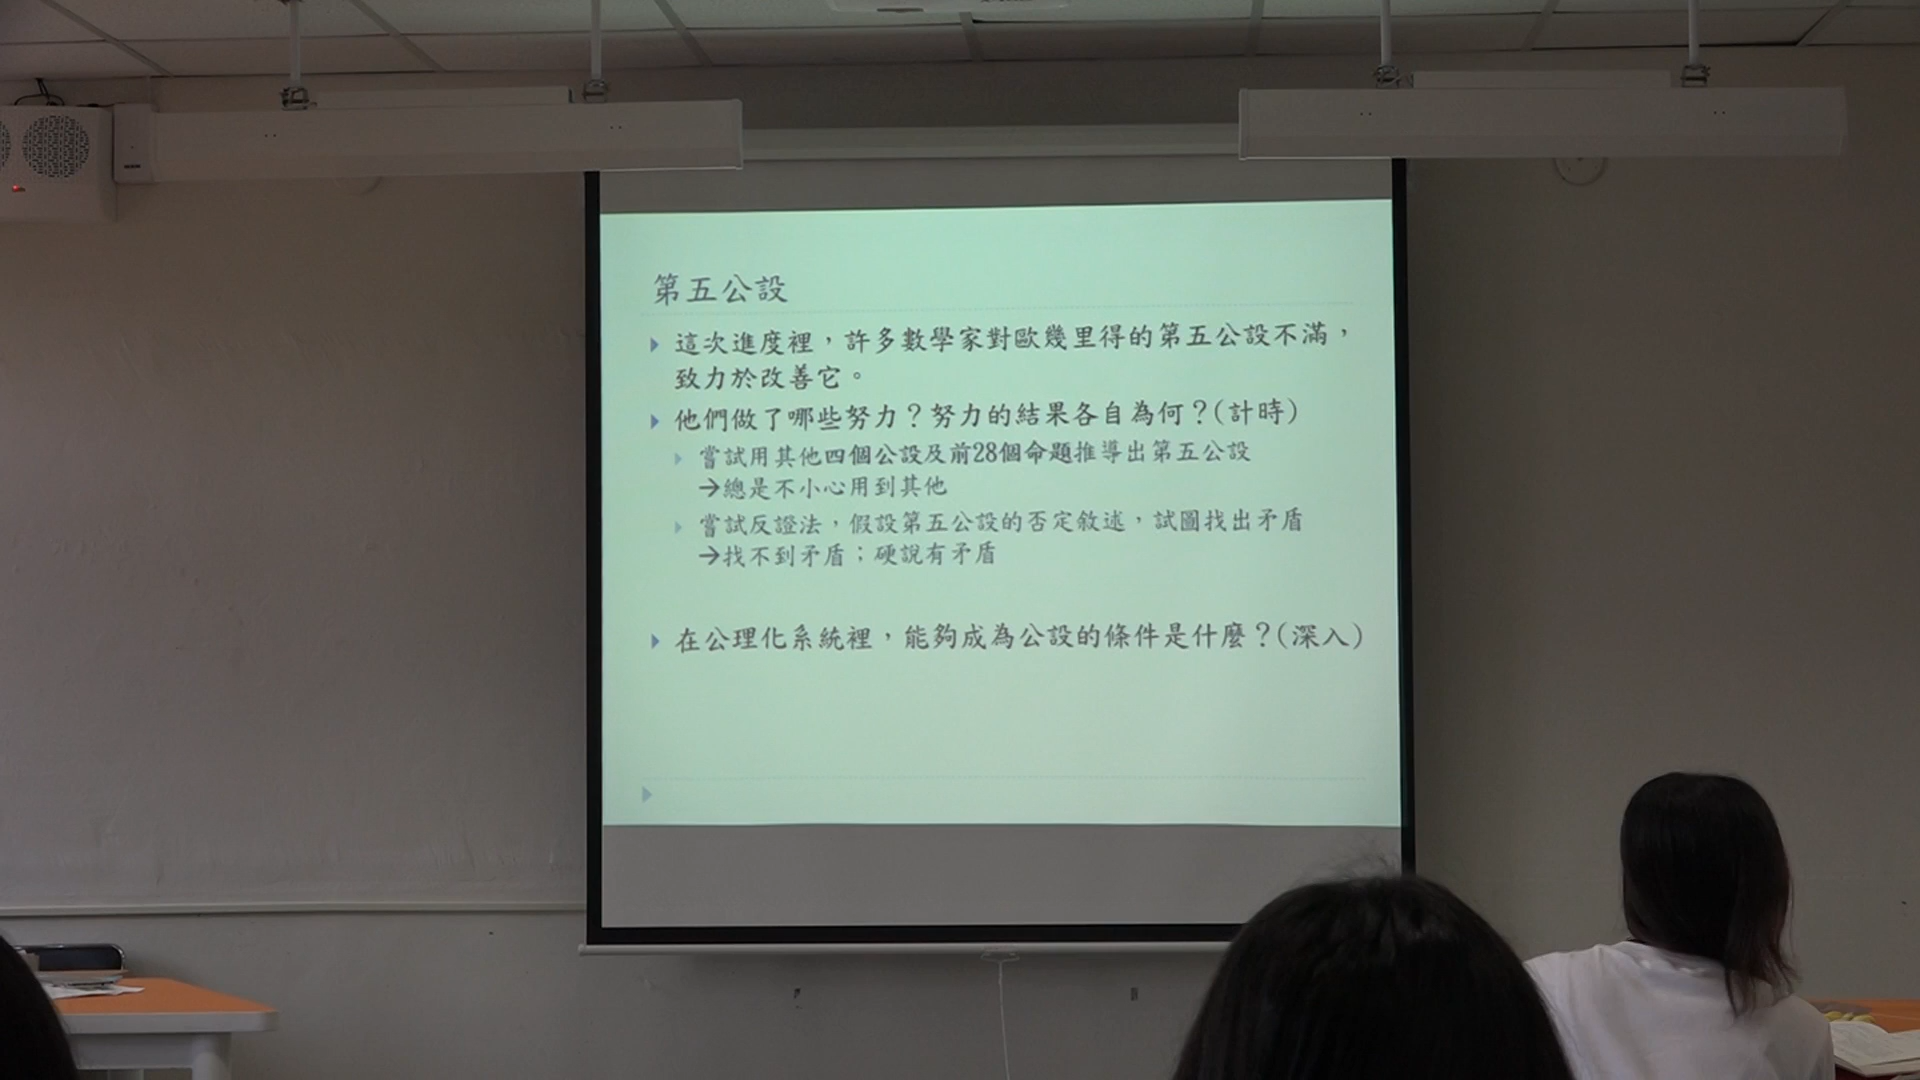 第五公設
這次進度裡，許多數學家對歐幾里得的第五公設不滿，
致力於改善它。
他們做了哪些努力？努力的結果各自為何？(計時)
嘗試用其他四個公設及前28個命題推導出第五公設
→總是不小心用到其他
嘗試反證法，假設第五公設的否定敘述，試圖找出矛盾
→找不到矛盾；硬說有矛盾
在公理化系統裡，能夠成為公設的條件是什麼？(深入)